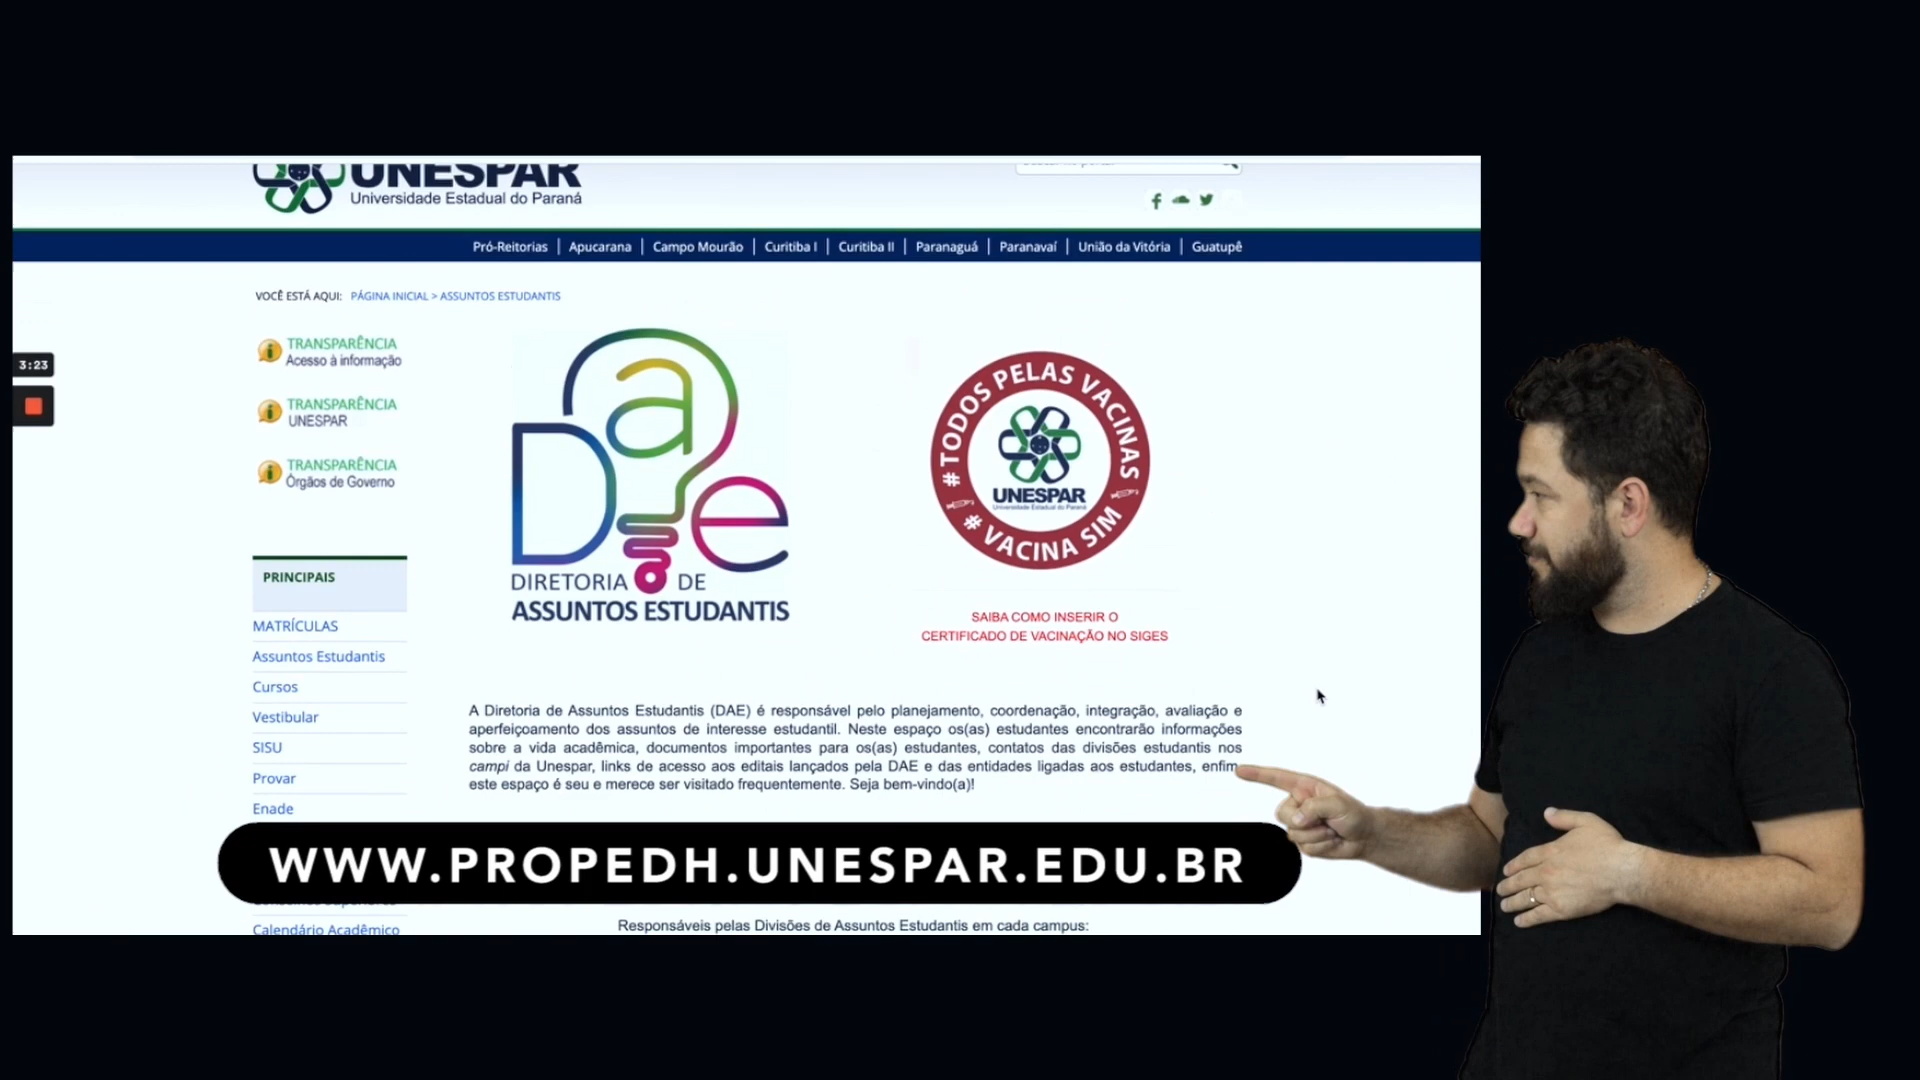 UNESPAR
Universidade Estadual do Paraná
Pró-Reitorias | Apucarana | Campo Mourão | Curitiba I | Curitiba II | Paranaguá | Paranavaí | União da Vitória | Guatupê
VOCÊ ESTÁ AQUI: PÁGINA INICIAL > ASSUNTOS ESTUDANTIS
TRANSPARÊNCIA
Acesso à informação
TRANSPARÊNCIA
UNESPAR
TRANSPARÊNCIA
Órgãos de Governo
3:23
Dae
DIRETORIA DE
ASSUNTOS ESTUDANTIS
#TODOS PELAS VACINAS
UNESPAR
Universidade Estadual do Paraná
# VACINA SIM
SAIBA COMO INSERIR O
CERTIFICADO DE VACINAÇÃO NO SIGES
PRINCIPAIS
MATRÍCULAS
Assuntos Estudantis
Cursos
Vestibular
SISU
Provar
Enade
Calendário Acadêmico
A Diretoria de Assuntos Estudantis (DAE) é responsável pelo planejamento, coordenação, integração, avaliação e
aperfeiçoamento dos assuntos de interesse estudantil. Neste espaço os(as) estudantes encontrarão informações
sobre a vida acadêmica, documentos importantes para os(as) estudantes, contatos das divisões estudantis nos
campi da Unespar, links de acesso aos editais lançados pela DAE e das entidades ligadas aos estudantes, enfim,
este espaço é seu e merece ser visitado frequentemente. Seja bem-vindo(a)!
WWW.PROPEDH.UNESPAR.EDU.BR
Responsáveis pelas Divisões de Assuntos Estudantis em cada campus: